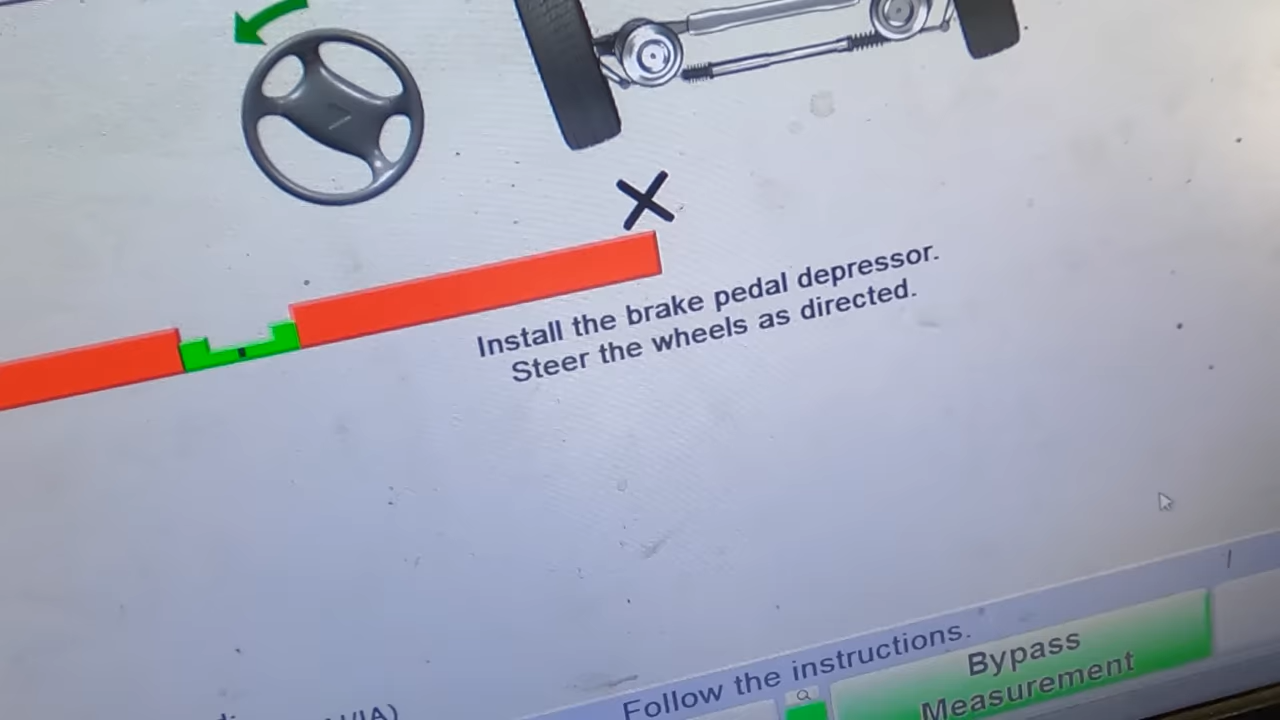 Install the brake pedal depressor.
Steer the wheels as directed.
Follow the instructions.
Bypass
Measurement